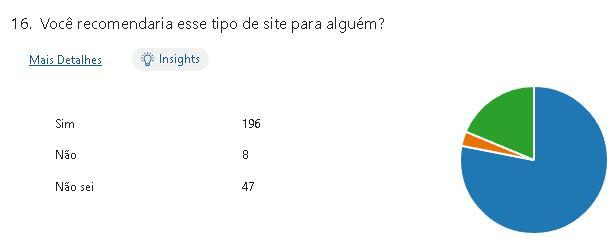 16. Você recomendaria esse tipo de site para alguém?
Mais Detalhes Insights
Sim 196
Não 8
Não sei 47